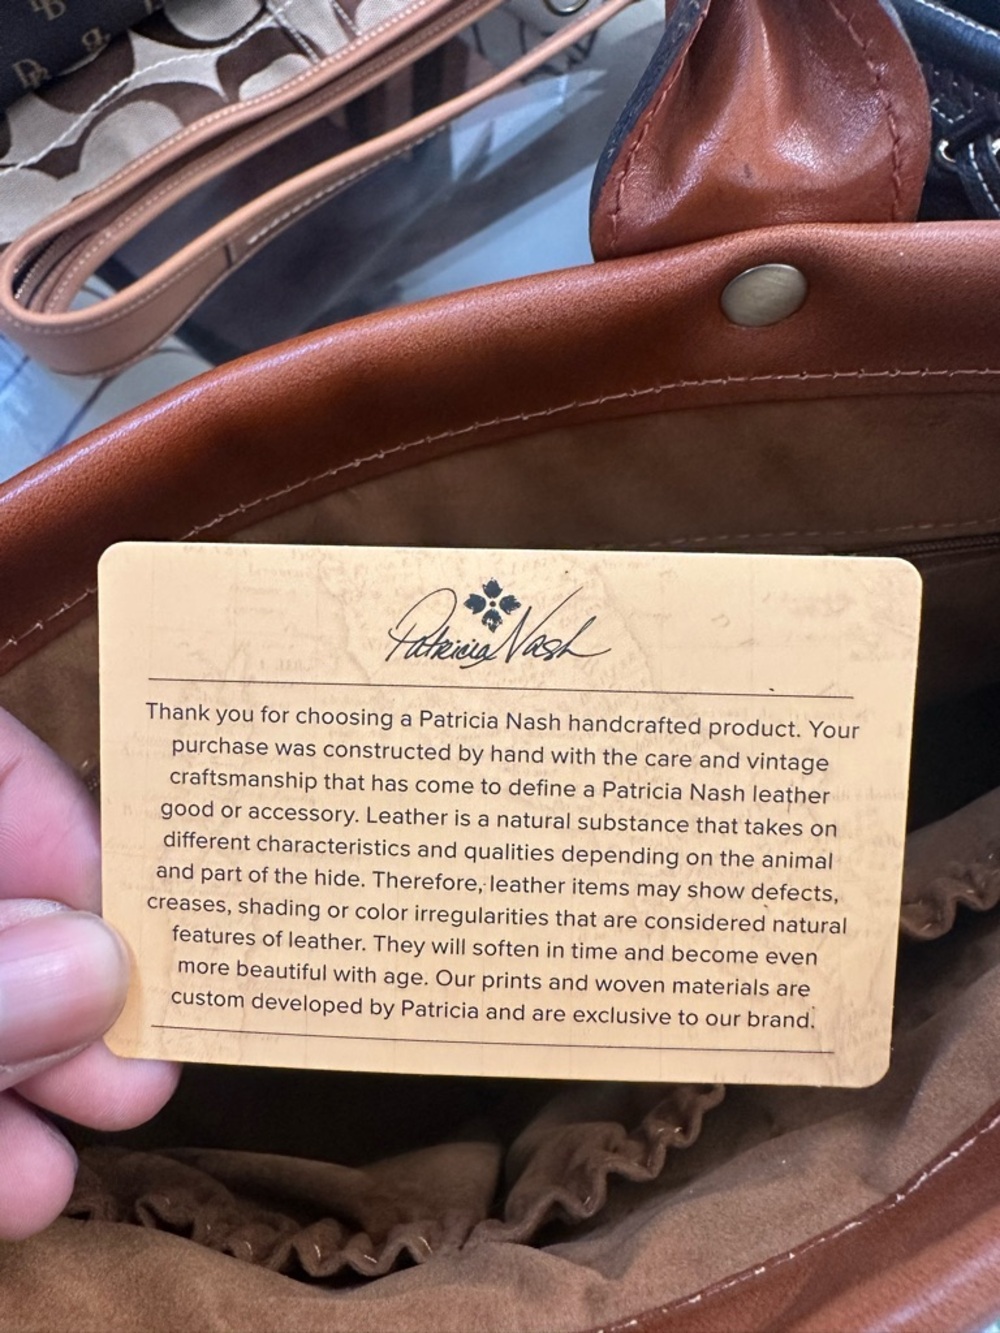 Patricia Nash
Thank you for choosing a Patricia Nash handcrafted product. Your
purchase was constructed by hand with the care and vintage
craftsmanship that has come to define a Patricia Nash leather
good or accessory. Leather is a natural substance that takes on
different characteristics and qualities depending on the animal
and part of the hide. Therefore, leather items may show defects,
creases, shading or color irregularities that are considered natural
features of leather. They will soften in time and become even
more beautiful with age. Our prints and woven materials are
custom developed by Patricia and are exclusive to our brand.